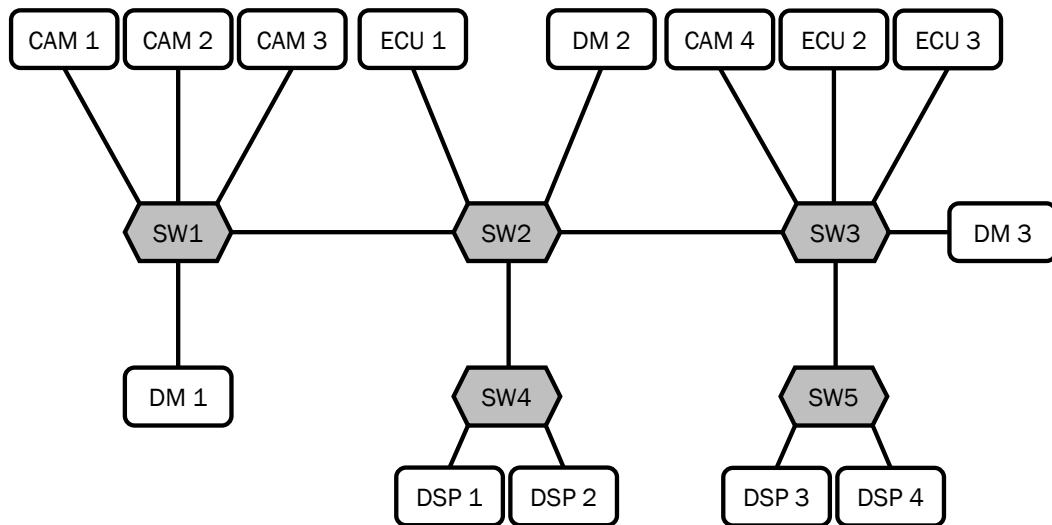 CAM 1
CAM 2
CAM 3
ECU 1
DM 2
CAM 4
ECU 2
ECU 3
SW1
SW2
SW3
DM 3
DM 1
SW4
SW5
DSP 1
DSP 2
DSP 3
DSP 4